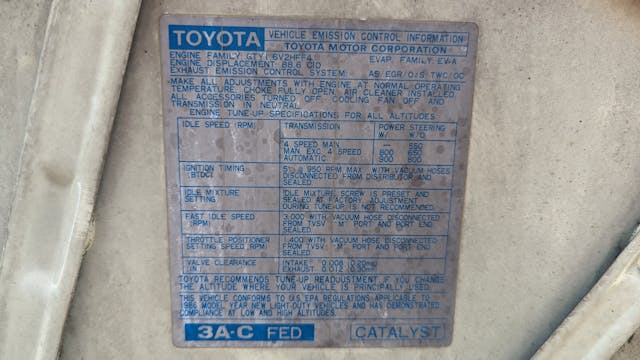 TOYOTA VEHICLE EMISSION CONTROL INFORMATION
TOYOTA MOTOR CORPORATION
ENGINE FAMILY: GTY1.5V2HFF4 EVAP. FAMILY: EV-A
ENGINE DISPLACEMENT: 88.6 CID
EXHAUST EMISSION CONTROL SYSTEM: AS/EGR/O2S/TWC/OC
MAKE ALL ADJUSTMENTS WITH ENGINE AT NORMAL OPERATING
TEMPERATURE, CHOKE FULLY OPEN, AIR CLEANER INSTALLED,
ALL ACCESSORIES TURNED OFF, COOLING FAN OFF AND
TRANSMISSION IN NEUTRAL.
ENGINE TUNE-UP SPECIFICATIONS FOR ALL ALTITUDES
IDLE SPEED (RPM) TRANSMISSION POWER STEERING
W/ W/O
4 SPEED MAN — 550
MAN. EXC. 4 SPEED 800 650
AUTOMATIC 900 800
IGNITION TIMING 5° @ 950 RPM MAX. WITH VACUUM HOSES
(BTDC) DISCONNECTED FROM DISTRIBUTOR AND
SEALED
IDLE MIXTURE IDLE MIXTURE SCREW IS PRESET AND
SETTING SEALED AT FACTORY. ADJUSTMENT
DURING TUNE-UP IS NOT RECOMMENDED.
FAST IDLE SPEED 3,000 WITH VACUUM HOSE DISCONNECTED
(RPM) FROM TVSV "M" PORT AND PORT END
SEALED
THROTTLE POSITIONER 1,400 WITH VACUUM HOSE DISCONNECTED
SETTING SPEED (RPM) FROM TVSV "M" PORT AND PORT END
SEALED
VALVE CLEARANCE INTAKE 0.008 (0.20mm)
(IN.) EXHAUST 0.012 (0.30mm)
TOYOTA RECOMMENDS TUNE-UP READJUSTMENT IF YOU CHANGE
THE ALTITUDE WHERE YOUR VEHICLE IS PRINCIPALLY USED.
THIS VEHICLE CONFORMS TO U.S. EPA REGULATIONS APPLICABLE TO
1986 MODEL YEAR NEW LIGHT-DUTY VEHICLES AND HAS DEMONSTRATED
COMPLIANCE AT LOW AND HIGH ALTITUDES.
3A-C FED CATALYST